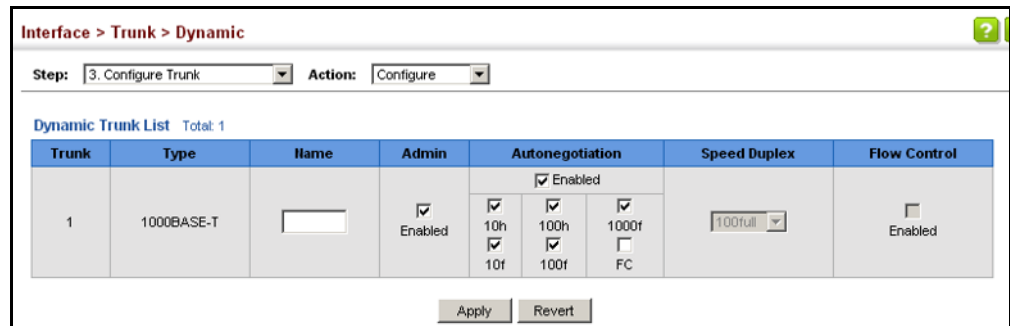 Interface > Trunk > Dynamic
?
Step: 3. Configure Trunk Action: Configure
Dynamic Trunk List Total: 1
Trunk Type Name Admin Autonegotiation Speed Duplex Flow Control
Enabled
1 1000BASE-T Enabled 10h 100h 1000f 100full Enabled
10f 100f FC
Apply Revert